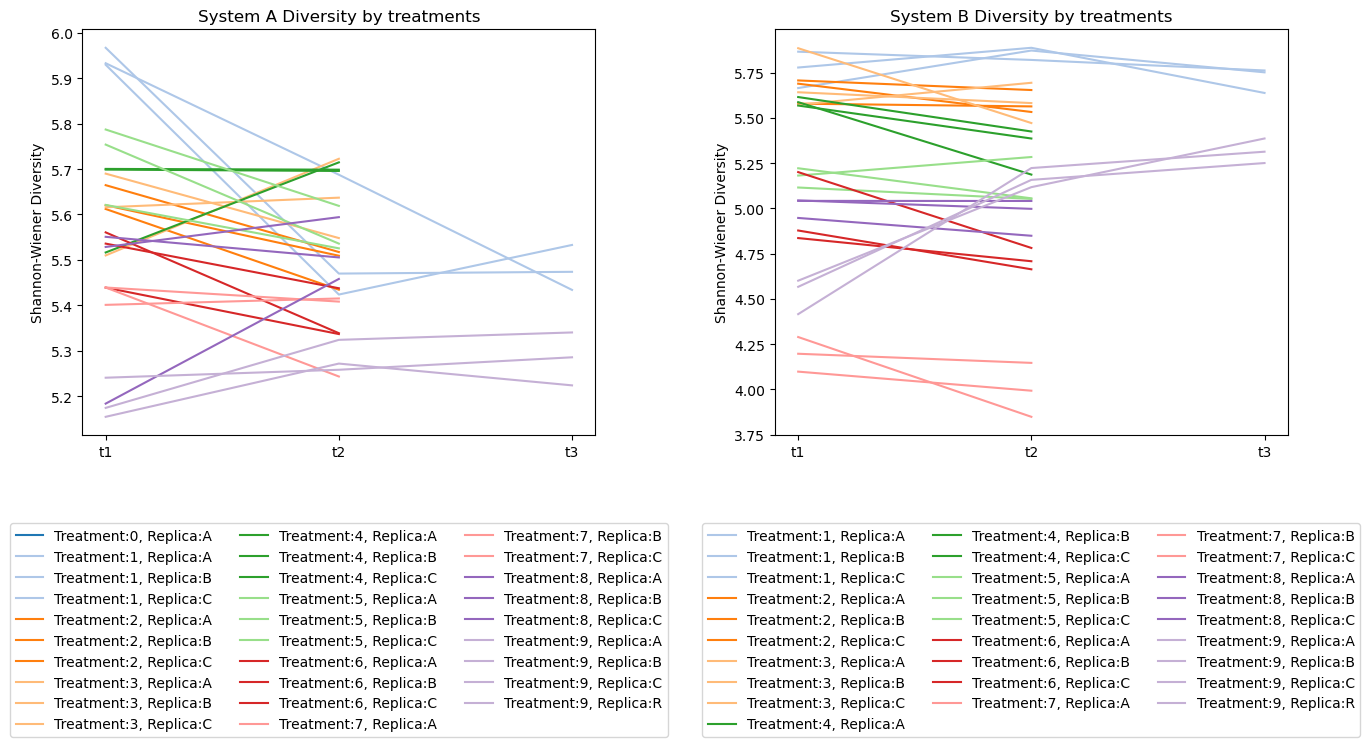 System A Diversity by treatments
Shannon-Wiener Diversity
6.0
5.9
5.8
5.7
5.6
5.5
5.4
5.3
5.2
t1
t2
t3
Treatment:0, Replica:A
Treatment:1, Replica:A
Treatment:1, Replica:B
Treatment:1, Replica:C
Treatment:2, Replica:A
Treatment:2, Replica:B
Treatment:2, Replica:C
Treatment:3, Replica:A
Treatment:3, Replica:B
Treatment:3, Replica:C
Treatment:4, Replica:A
Treatment:4, Replica:B
Treatment:4, Replica:C
Treatment:5, Replica:A
Treatment:5, Replica:B
Treatment:5, Replica:C
Treatment:6, Replica:A
Treatment:6, Replica:B
Treatment:6, Replica:C
Treatment:7, Replica:A
Treatment:7, Replica:B
Treatment:7, Replica:C
Treatment:8, Replica:A
Treatment:8, Replica:B
Treatment:8, Replica:C
Treatment:9, Replica:A
Treatment:9, Replica:B
Treatment:9, Replica:C
Treatment:9, Replica:R
System B Diversity by treatments
Shannon-Wiener Diversity
5.75
5.50
5.25
5.00
4.75
4.50
4.25
4.00
3.75
t1
t2
t3
Treatment:1, Replica:A
Treatment:1, Replica:B
Treatment:1, Replica:C
Treatment:2, Replica:A
Treatment:2, Replica:B
Treatment:2, Replica:C
Treatment:3, Replica:A
Treatment:3, Replica:B
Treatment:3, Replica:C
Treatment:4, Replica:A
Treatment:4, Replica:B
Treatment:4, Replica:C
Treatment:5, Replica:A
Treatment:5, Replica:B
Treatment:5, Replica:C
Treatment:6, Replica:A
Treatment:6, Replica:B
Treatment:6, Replica:C
Treatment:7, Replica:A
Treatment:7, Replica:B
Treatment:7, Replica:C
Treatment:8, Replica:A
Treatment:8, Replica:B
Treatment:8, Replica:C
Treatment:9, Replica:A
Treatment:9, Replica:B
Treatment:9, Replica:C
Treatment:9, Replica:R